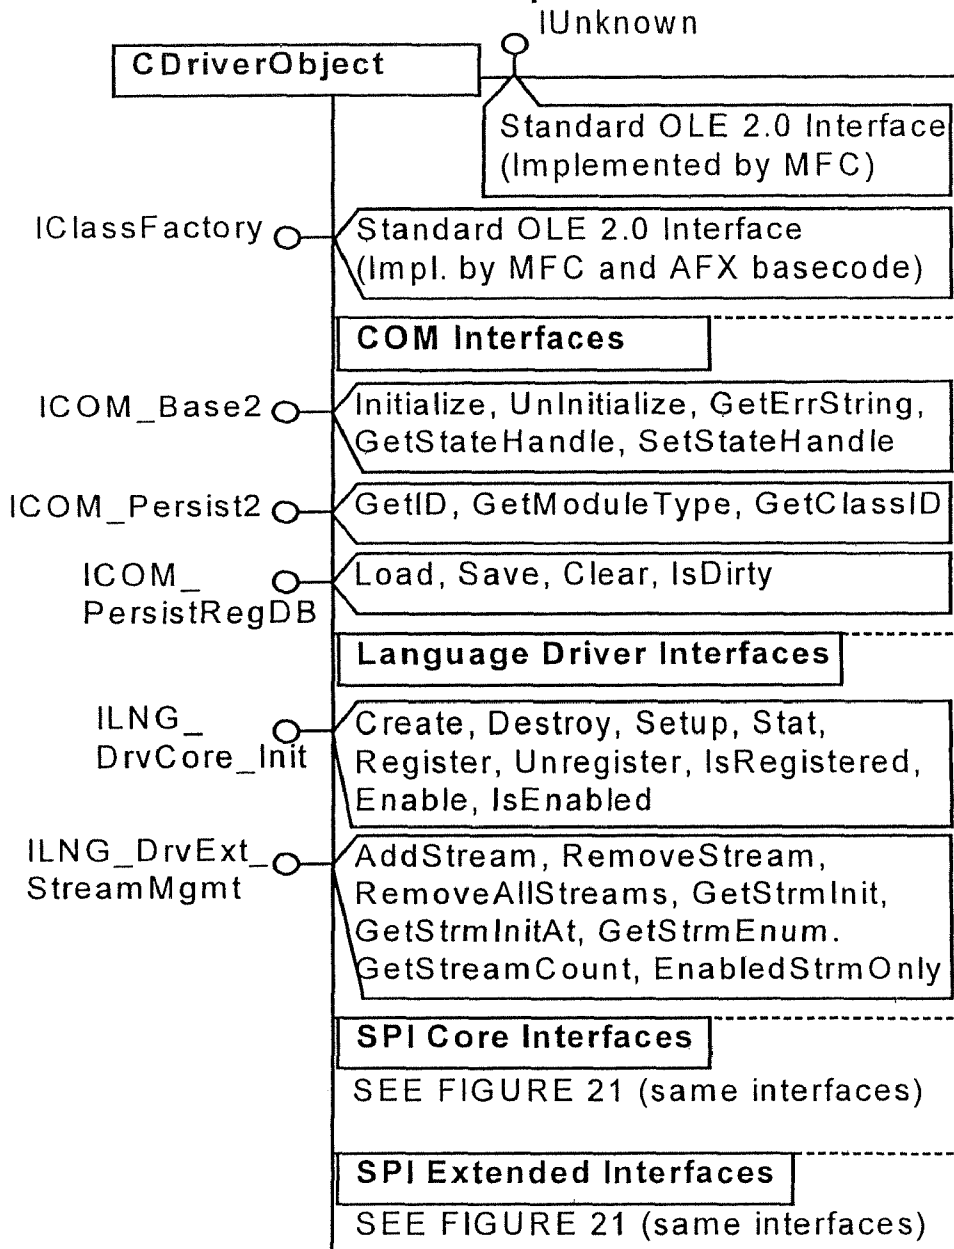 IUnknown
CDriverObject
Standard OLE 2.0 Interface
(Implemented by MFC)
IClassFactory
Standard OLE 2.0 Interface
(Impl. by MFC and AFX basecode)
COM Interfaces
ICOM_Base2
Initialize, UnInitialize, GetErrString,
GetStateHandle, SetStateHandle
ICOM_Persist2
GetID, GetModuleType, GetClassID
ICOM_
PersistRegDB
Load, Save, Clear, IsDirty
Language Driver Interfaces
ILNG_
DrvCore_Init
Create, Destroy, Setup, Stat,
Register, Unregister, IsRegistered,
Enable, IsEnabled
ILNG_DrvExt_
StreamMgmt
AddStream, RemoveStream,
RemoveAllStreams, GetStrmInit,
GetStrmInitAt, GetStrmEnum.
GetStreamCount, EnabledStrmOnly
SPI Core Interfaces
SEE FIGURE 21 (same interfaces)
SPI Extended Interfaces
SEE FIGURE 21 (same interfaces)